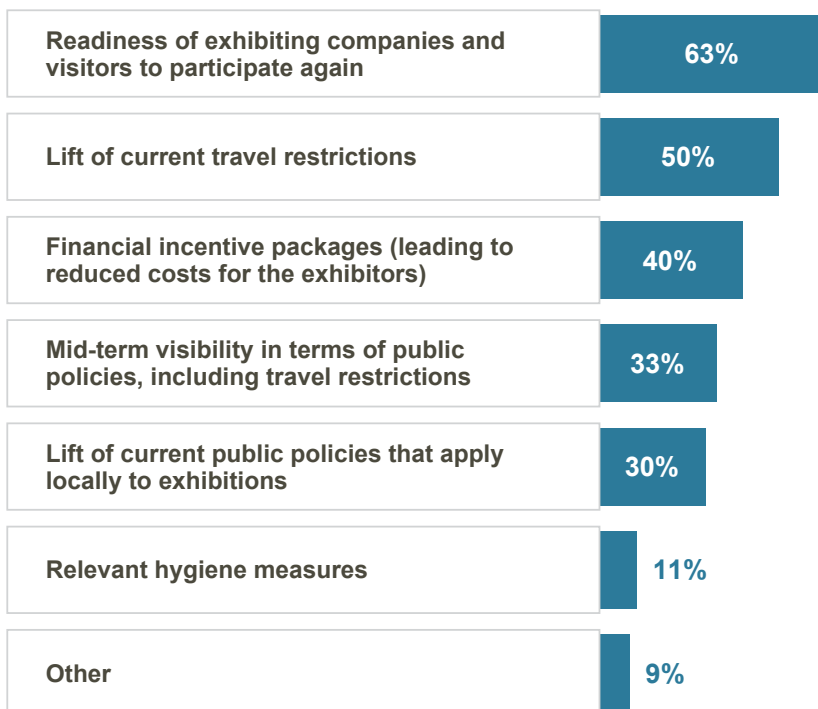 Readiness of exhibiting companies and
visitors to participate again
63%
Lift of current travel restrictions
50%
Financial incentive packages (leading to
reduced costs for the exhibitors)
40%
Mid-term visibility in terms of public
policies, including travel restrictions
33%
Lift of current public policies that apply
locally to exhibitions
30%
Relevant hygiene measures
11%
Other
9%